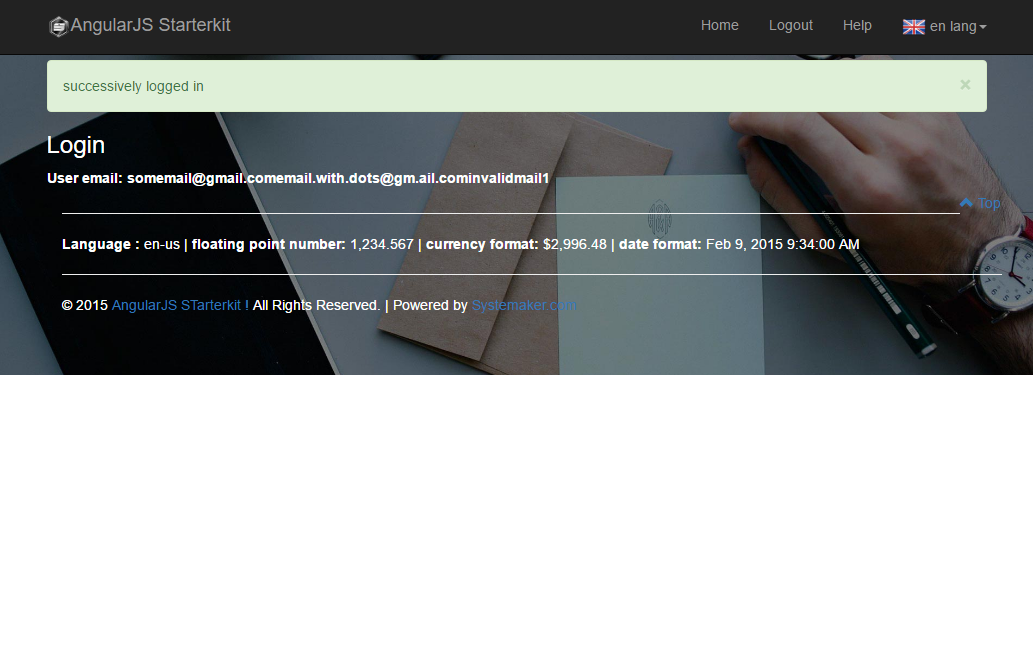 AngularJS Starterkit Home Logout Help en lang
successively logged in ×
Login
User email: somemail@gmail.comemail.with.dots@gm.ail.cominvalidmail1
Top
Language : en-us | floating point number: 1,234.567 | currency format: $2,996.48 | date format: Feb 9, 2015 9:34:00 AM
© 2015 AngularJS STarterkit ! All Rights Reserved. | Powered by Systemaker.com